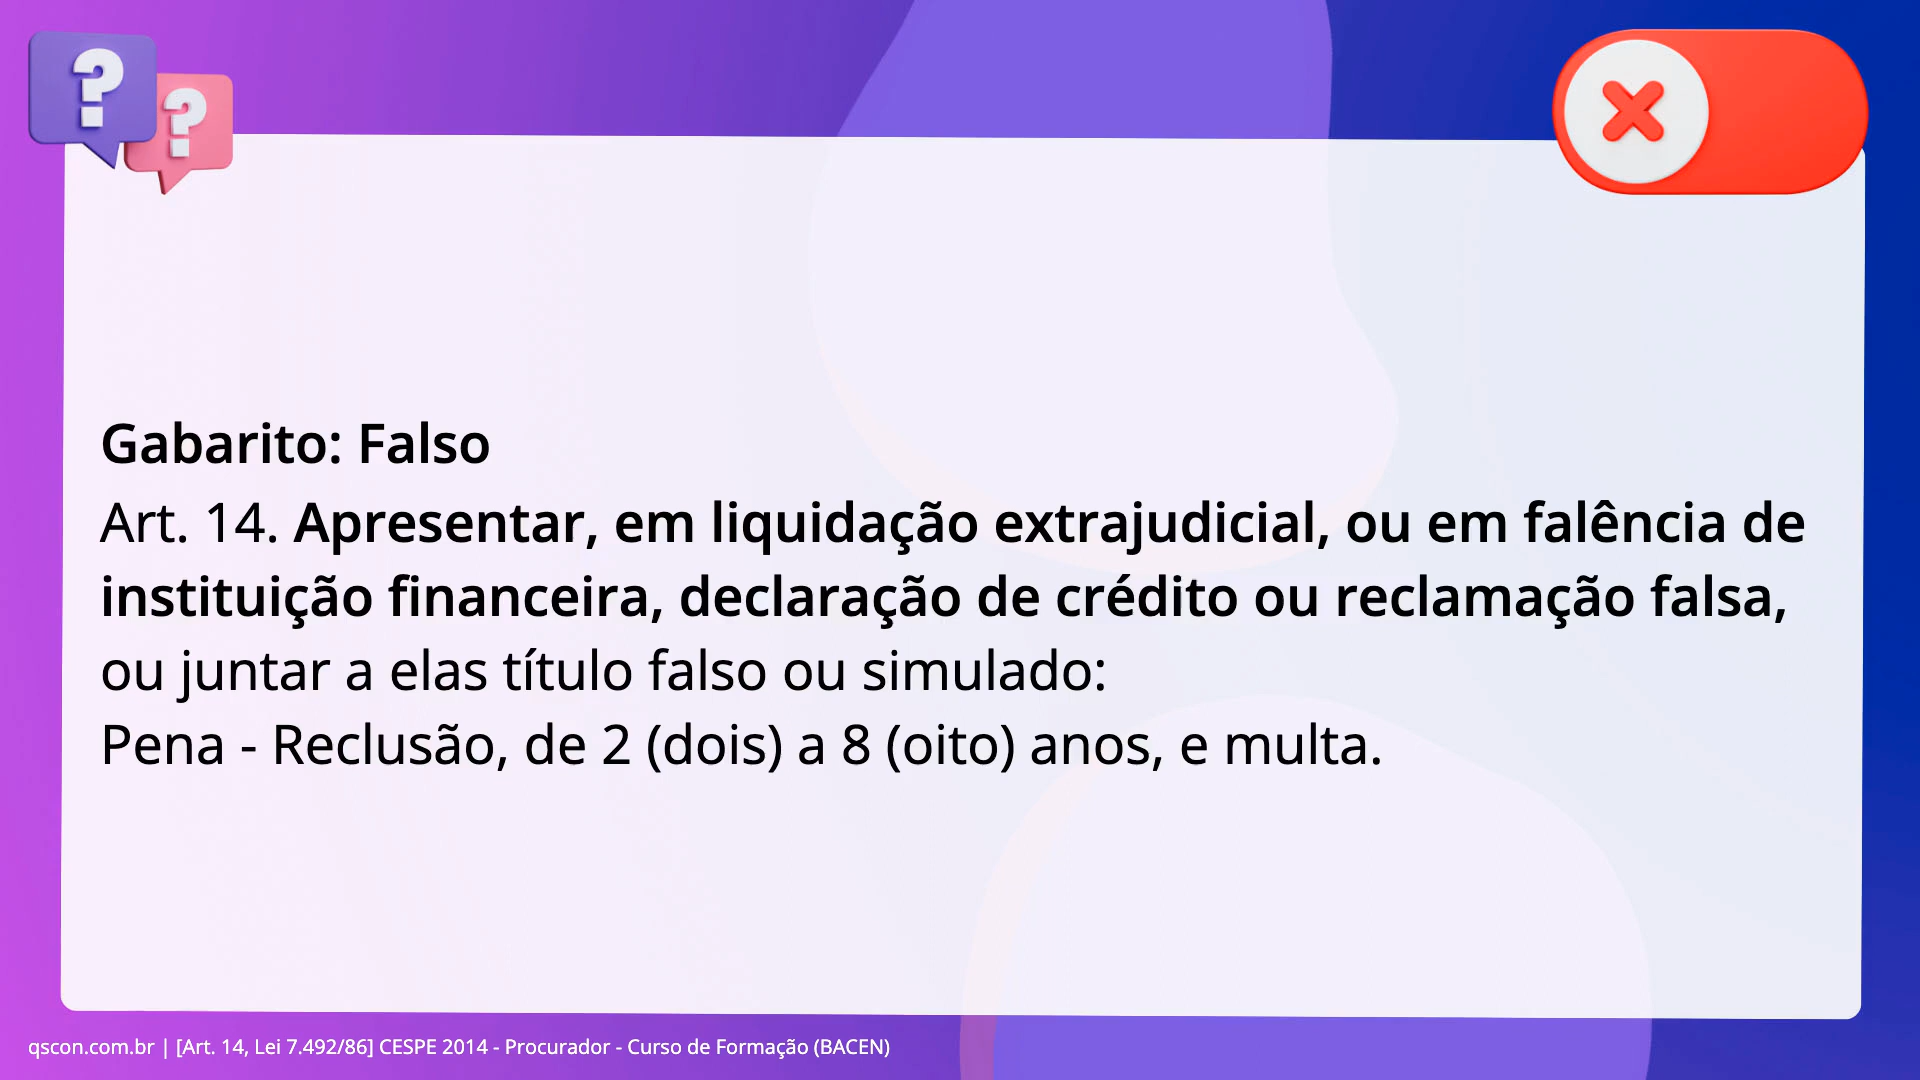 ?
?
Gabarito: Falso
Art. 14. Apresentar, em liquidação extrajudicial, ou em falência de
instituição financeira, declaração de crédito ou reclamação falsa,
ou juntar a elas título falso ou simulado:
Pena - Reclusão, de 2 (dois) a 8 (oito) anos, e multa.
qscon.com.br | [Art. 14, Lei 7.492/86] CESPE 2014 - Procurador - Curso de Formação (BACEN)